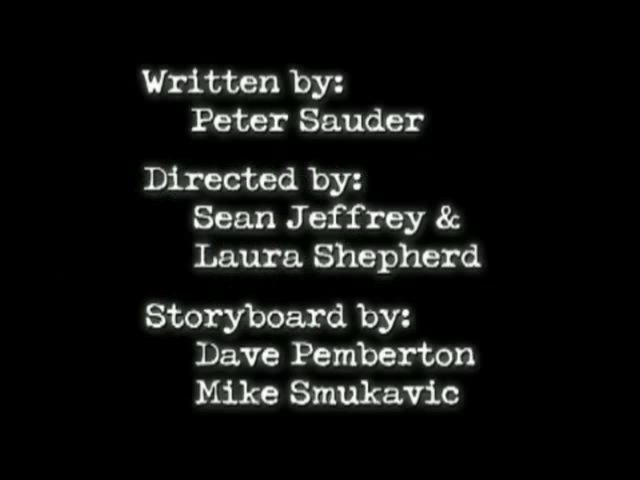 Written by:
Peter Sauder
Directed by:
Sean Jeffrey &
Laura Shepherd
Storyboard by:
Dave Pemberton
Mike Smukavic